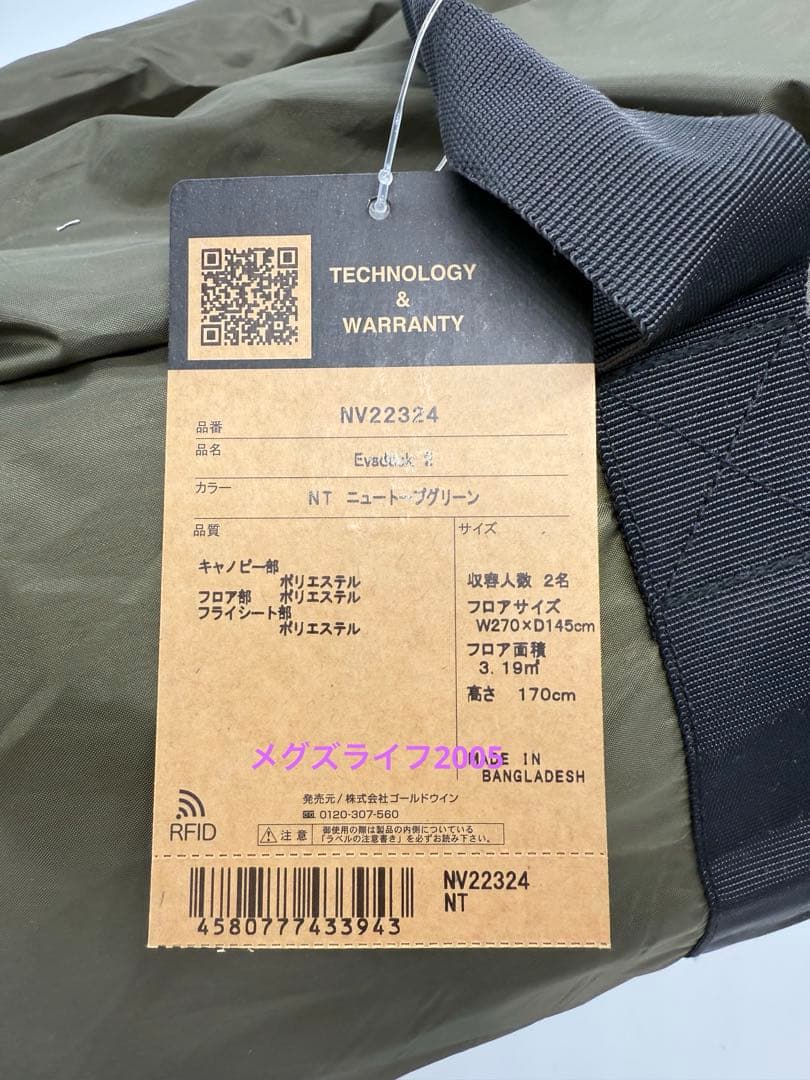 TECHNOLOGY
&
WARRANTY
品番 NV22324
品名
カラー NT ニュートープグリーン
品質
キャノピー部
ポリエステル
フロア部 ポリエステル
フライシート部
ポリエステル
サイズ
収容人数 2名
フロアサイズ
W270×D145cm
フロア面積
3.19㎡
高さ 170cm
メグズライフ2005
MADE IN
BANGLADESH
発売元/株式会社ゴールドウイン
0120-307-560
RFID
注意 御使用の際は製品の内側についている
「ラベルの注意書き」を必ずお読み下さい。
4580777433943
NV22324
NT